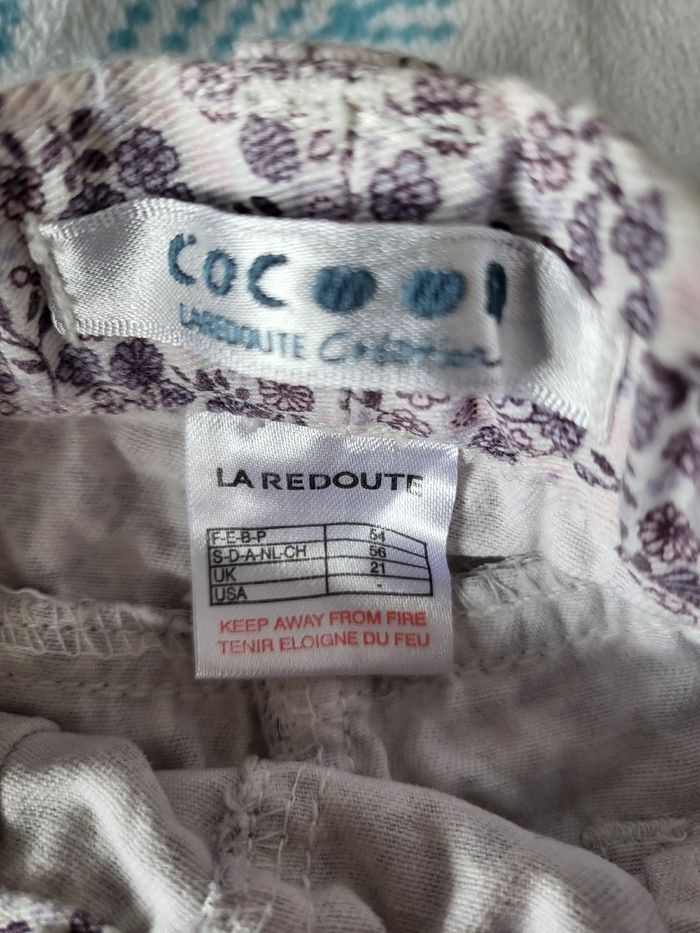 LAREDOUTE Création
LA REDOUTE
F-E-B-P 54
S-D-A-NL-CH 56
UK 21
USA -
KEEP AWAY FROM FIRE
TENIR ELOIGNE DU FEU